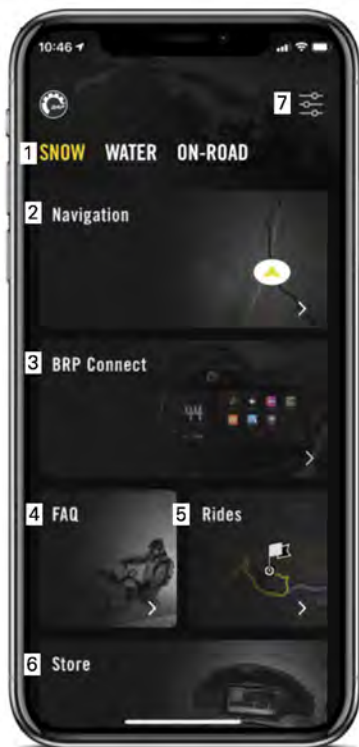 10:46
7
1 SNOW WATER ON-ROAD
2 Navigation
3 BRP Connect
44
4 FAQ
5 Rides
6 Store